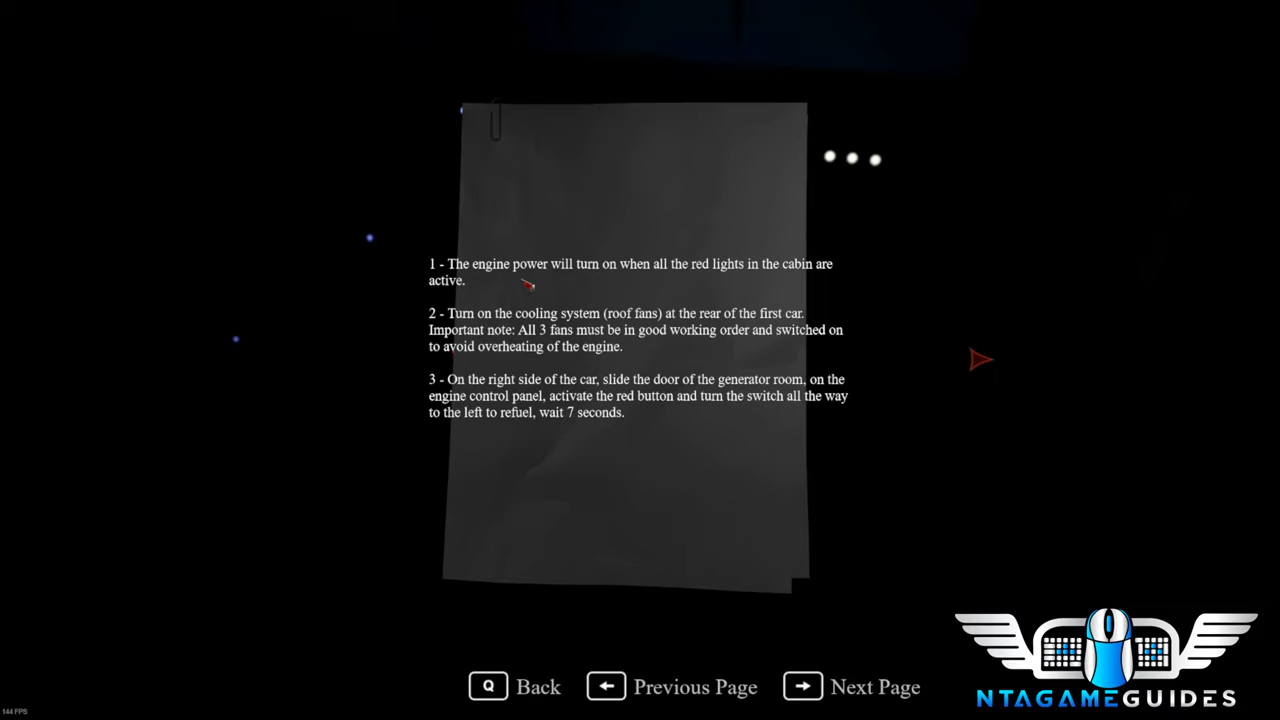 1 - The engine power will turn on when all the red lights in the cabin are
active.
2 - Turn on the cooling system (roof fans) at the rear of the first car.
Important note: All 3 fans must be in good working order and switched on
to avoid overheating of the engine.
3 - On the right side of the car, slide the door of the generator room, on the
engine control panel, activate the red button and turn the switch all the way
to the left to refuel, wait 7 seconds.
Q Back ← Previous Page → Next Page
NTAGAMEGUIDES
144 FPS